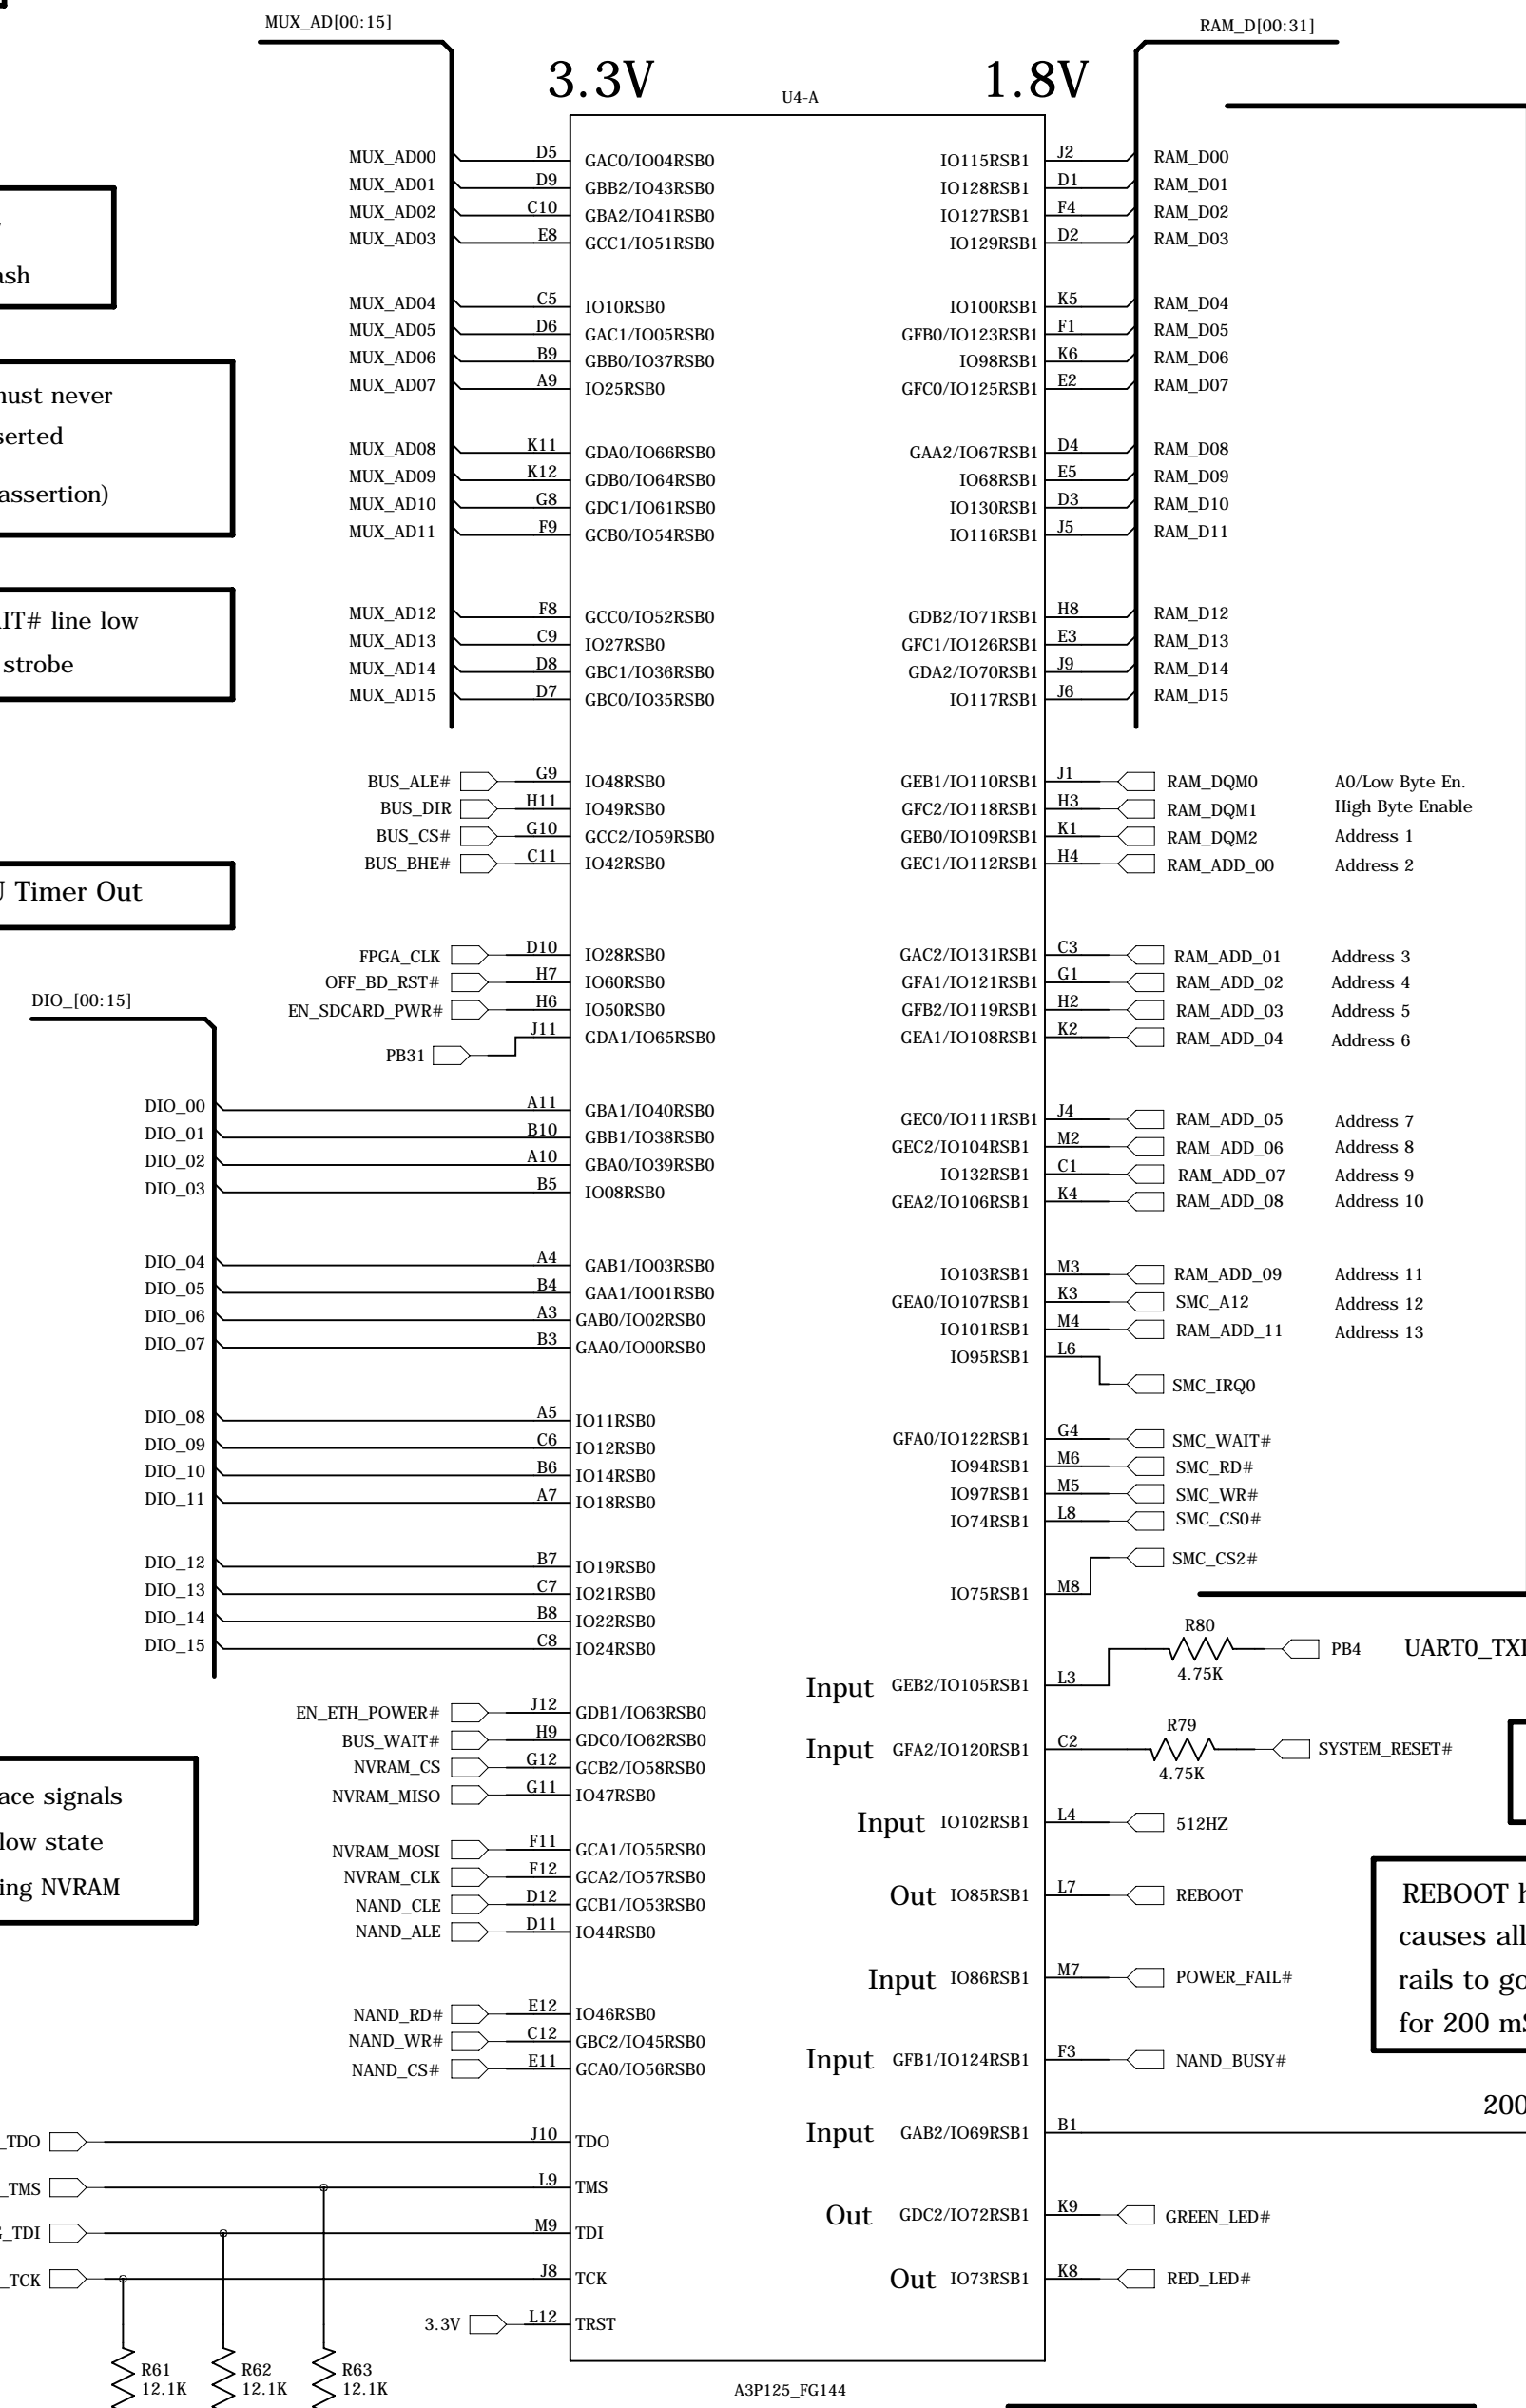 MUX_AD[00:15]
RAM_D[00:31]
3.3V
1.8V
U4-A
MUX_AD00 D5 GAC0/IO04RSB0 IO115RSB1 J2 RAM_D00
MUX_AD01 D9 GBB2/IO43RSB0 IO128RSB1 D1 RAM_D01
MUX_AD02 C10 GBA2/IO41RSB0 IO127RSB1 F4 RAM_D02
MUX_AD03 E8 GCC1/IO51RSB0 IO129RSB1 D2 RAM_D03
ash
MUX_AD04 C5 IO10RSB0 IO100RSB1 K5 RAM_D04
MUX_AD05 D6 GAC1/IO05RSB0 GFB0/IO123RSB1 F1 RAM_D05
MUX_AD06 B9 GBB0/IO37RSB0 IO98RSB1 K6 RAM_D06
MUX_AD07 A9 IO25RSB0 GFC0/IO125RSB1 E2 RAM_D07
must never
serted
assertion)
MUX_AD08 K11 GDA0/IO66RSB0 GAA2/IO67RSB1 D4 RAM_D08
MUX_AD09 K12 GDB0/IO64RSB0 IO68RSB1 E5 RAM_D09
MUX_AD10 G8 GDC1/IO61RSB0 IO130RSB1 D3 RAM_D10
MUX_AD11 F9 GCB0/IO54RSB0 IO116RSB1 J5 RAM_D11
AIT# line low
strobe
MUX_AD12 F8 GCC0/IO52RSB0 GDB2/IO71RSB1 H8 RAM_D12
MUX_AD13 C9 IO27RSB0 GFC1/IO126RSB1 E3 RAM_D13
MUX_AD14 D8 GBC1/IO36RSB0 GDA2/IO70RSB1 J9 RAM_D14
MUX_AD15 D7 GBC0/IO35RSB0 IO117RSB1 J6 RAM_D15
BUS_ALE# G9 IO48RSB0 GEB1/IO110RSB1 J1 RAM_DQM0 A0/Low Byte En.
BUS_DIR H11 IO49RSB0 GFC2/IO118RSB1 H3 RAM_DQM1 High Byte Enable
BUS_CS# G10 GCC2/IO59RSB0 GEB0/IO109RSB1 K1 RAM_DQM2 Address 1
BUS_BHE# C11 IO42RSB0 GEC1/IO112RSB1 H4 RAM_ADD_00 Address 2
U Timer Out
FPGA_CLK D10 IO28RSB0 GAC2/IO131RSB1 C3 RAM_ADD_01 Address 3
OFF_BD_RST# H7 IO60RSB0 GFA1/IO121RSB1 G1 RAM_ADD_02 Address 4
EN_SDCARD_PWR# H6 IO50RSB0 GFB2/IO119RSB1 H2 RAM_ADD_03 Address 5
PB31 J11 GDA1/IO65RSB0 GEA1/IO108RSB1 K2 RAM_ADD_04 Address 6
DIO_[00:15]
DIO_00 A11 GBA1/IO40RSB0 GEC0/IO111RSB1 J4 RAM_ADD_05 Address 7
DIO_01 B10 GBB1/IO38RSB0 GEC2/IO104RSB1 M2 RAM_ADD_06 Address 8
DIO_02 A10 GBA0/IO39RSB0 IO132RSB1 C1 RAM_ADD_07 Address 9
DIO_03 B5 IO08RSB0 GEA2/IO106RSB1 K4 RAM_ADD_08 Address 10
DIO_04 A4 GAB1/IO03RSB0 IO103RSB1 M3 RAM_ADD_09 Address 11
DIO_05 B4 GAA1/IO01RSB0 GEA0/IO107RSB1 K3 SMC_A12 Address 12
DIO_06 A3 GAB0/IO02RSB0 IO101RSB1 M4 RAM_ADD_11 Address 13
DIO_07 B3 GAA0/IO00RSB0 IO95RSB1 L6 SMC_IRQ0
DIO_08 A5 IO11RSB0 GFA0/IO122RSB1 G4 SMC_WAIT#
DIO_09 C6 IO12RSB0 IO94RSB1 M6 SMC_RD#
DIO_10 B6 IO14RSB0 IO97RSB1 M5 SMC_WR#
DIO_11 A7 IO18RSB0 IO74RSB1 L8 SMC_CS0#
DIO_12 B7 IO19RSB0 SMC_CS2#
DIO_13 C7 IO21RSB0 IO75RSB1 M8
DIO_14 B8 IO22RSB0
DIO_15 C8 IO24RSB0
R80
4.75K
PB4 UART0_TX
Input GEB2/IO105RSB1 L3
EN_ETH_POWER# J12 GDB1/IO63RSB0
BUS_WAIT# H9 GDC0/IO62RSB0
NVRAM_CS G12 GCB2/IO58RSB0
NVRAM_MISO G11 IO47RSB0
R79
Input GFA2/IO120RSB1 C2 SYSTEM_RESET#
4.75K
ace signals
low state
ing NVRAM
Input IO102RSB1 L4 512HZ
NVRAM_MOSI F11 GCA1/IO55RSB0
NVRAM_CLK F12 GCA2/IO57RSB0
NAND_CLE D12 GCB1/IO53RSB0
NAND_ALE D11 IO44RSB0
Out IO85RSB1 L7 REBOOT
REBOOT
causes all
rails to go
for 200 mS
Input IO86RSB1 M7 POWER_FAIL#
NAND_RD# E12 IO46RSB0
NAND_WR# C12 GBC2/IO45RSB0
NAND_CS# E11 GCA0/IO56RSB0
Input GFB1/IO124RSB1 F3 NAND_BUSY#
200
Input GAB2/IO69RSB1 B1
_TDO J10 TDO
_TMS L9 TMS
Out GDC2/IO72RSB1 K9 GREEN_LED#
_TDI M9 TDI
_TCK J8 TCK
Out IO73RSB1 K8 RED_LED#
3.3V L12 TRST
R61 R62 R63
12.1K 12.1K 12.1K
A3P125_FG144